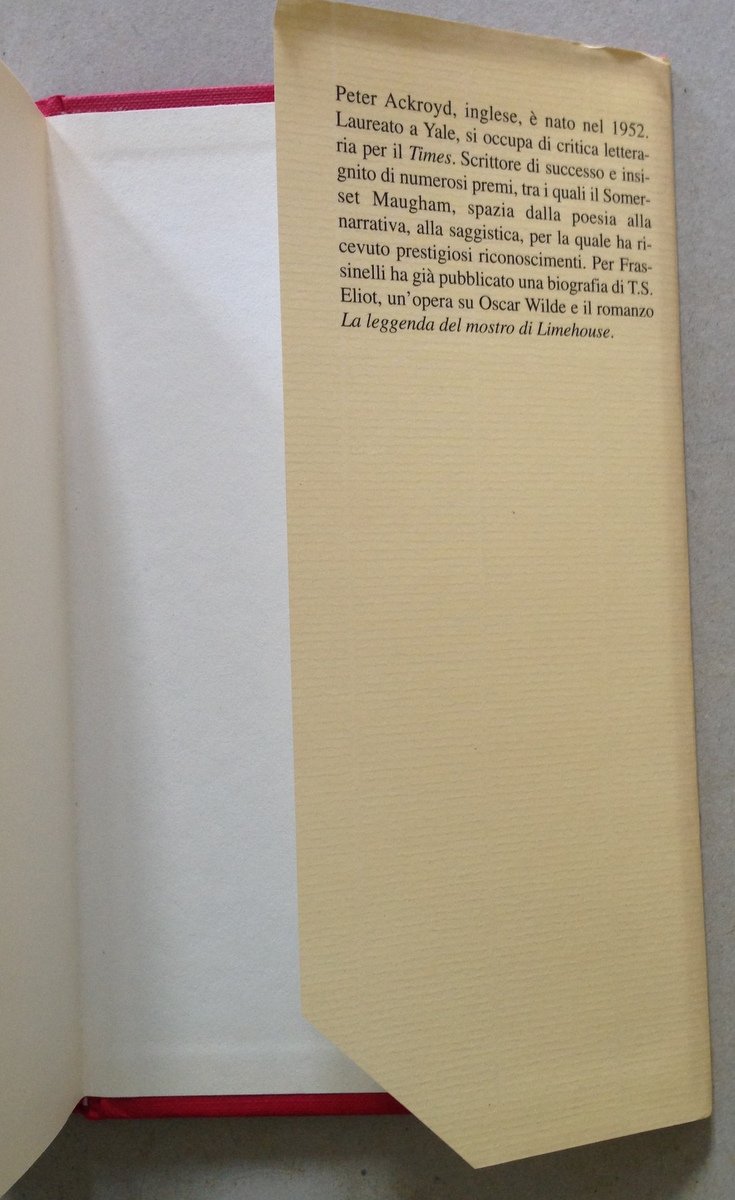 Peter Ackroyd, inglese, è nato nel 1952.
Laureato a Yale, si occupa di critica lettera-
ria per il Times. Scrittore di successo e insi-
gnito di numerosi premi, tra i quali il Somer-
set Maugham, spazia dalla poesia alla
narrativa, alla saggistica, per la quale ha ri-
cevuto prestigiosi riconoscimenti. Per Fras-
sinelli ha già pubblicato una biografia di T.S.
Eliot, un'opera su Oscar Wilde e il romanzo
La leggenda del mostro di Limehouse.